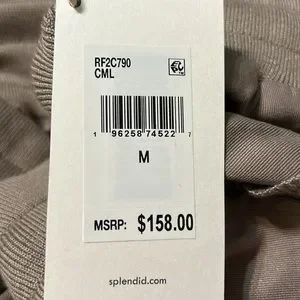 RF2C790
CML
1 96258 74522 7
M
MSRP: $158.00
splendid.com